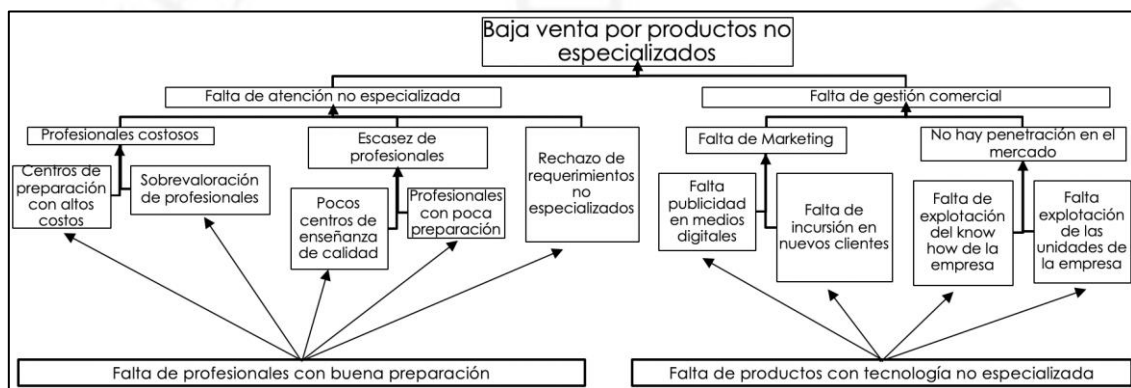 Baja venta por productos no
especializados
Falta de atención no especializada
Falta de gestión comercial
Profesionales costosos
Escasez de
profesionales
Rechazo de
requerimientos
no
especializados
Falta de Marketing
No hay penetración en el
mercado
Centros de
preparación
con altos
costos
Sobrevaloración
de profesionales
Pocos
centros de
enseñanza
de calidad
Profesionales
con poca
preparación
Falta
publicidad
en medios
digitales
Falta de
incursión en
nuevos clientes
Falta de
explotación
del know
how de la
empresa
Falta
explotación
de las
unidades de
la empresa
Falta de profesionales con buena preparación
Falta de productos con tecnología no especializada